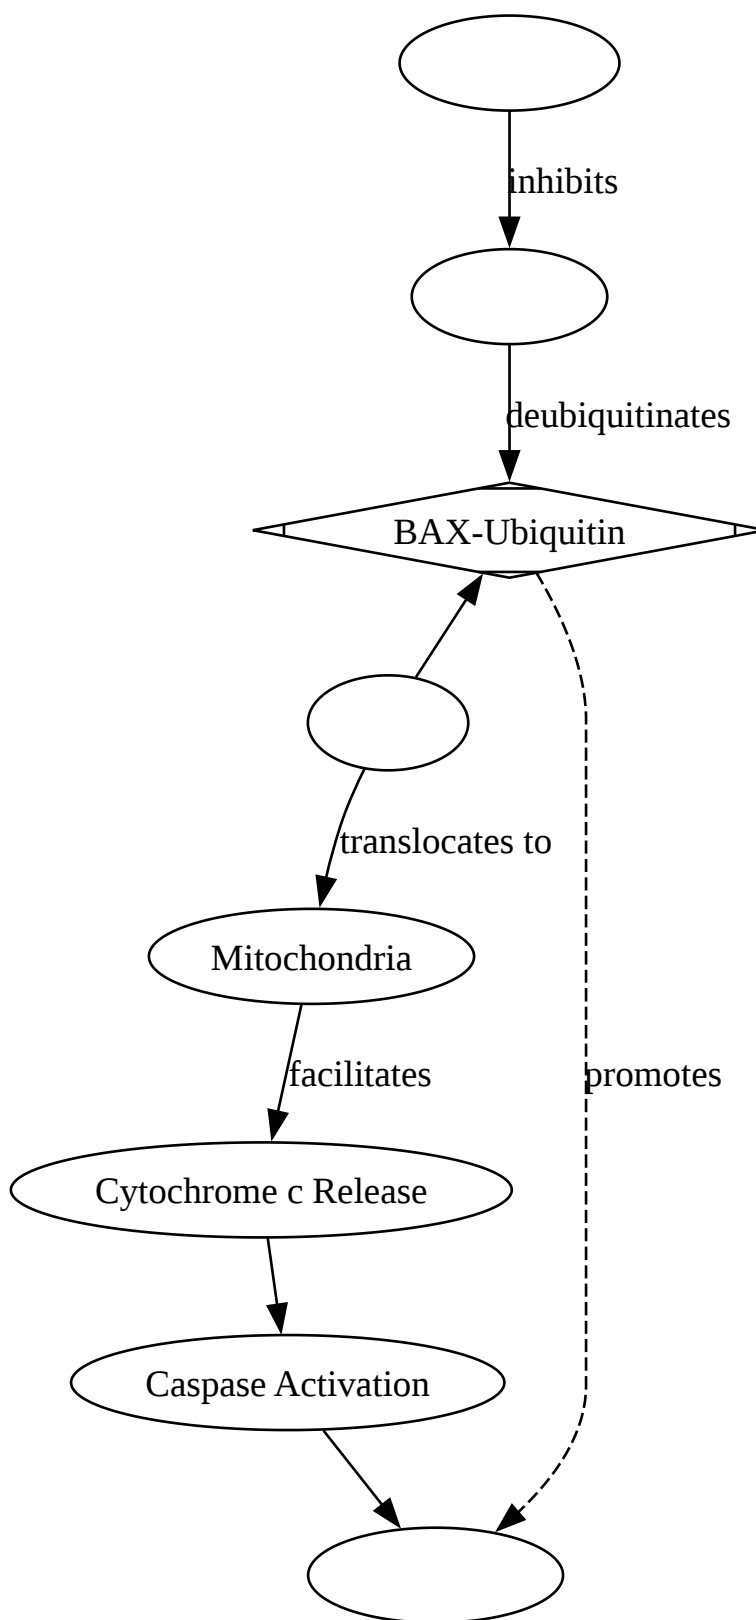 inhibits
deubiquitinates
BAX-Ubiquitin
translocates to
Mitochondria
facilitates
promotes
Cytochrome c Release
Caspase Activation